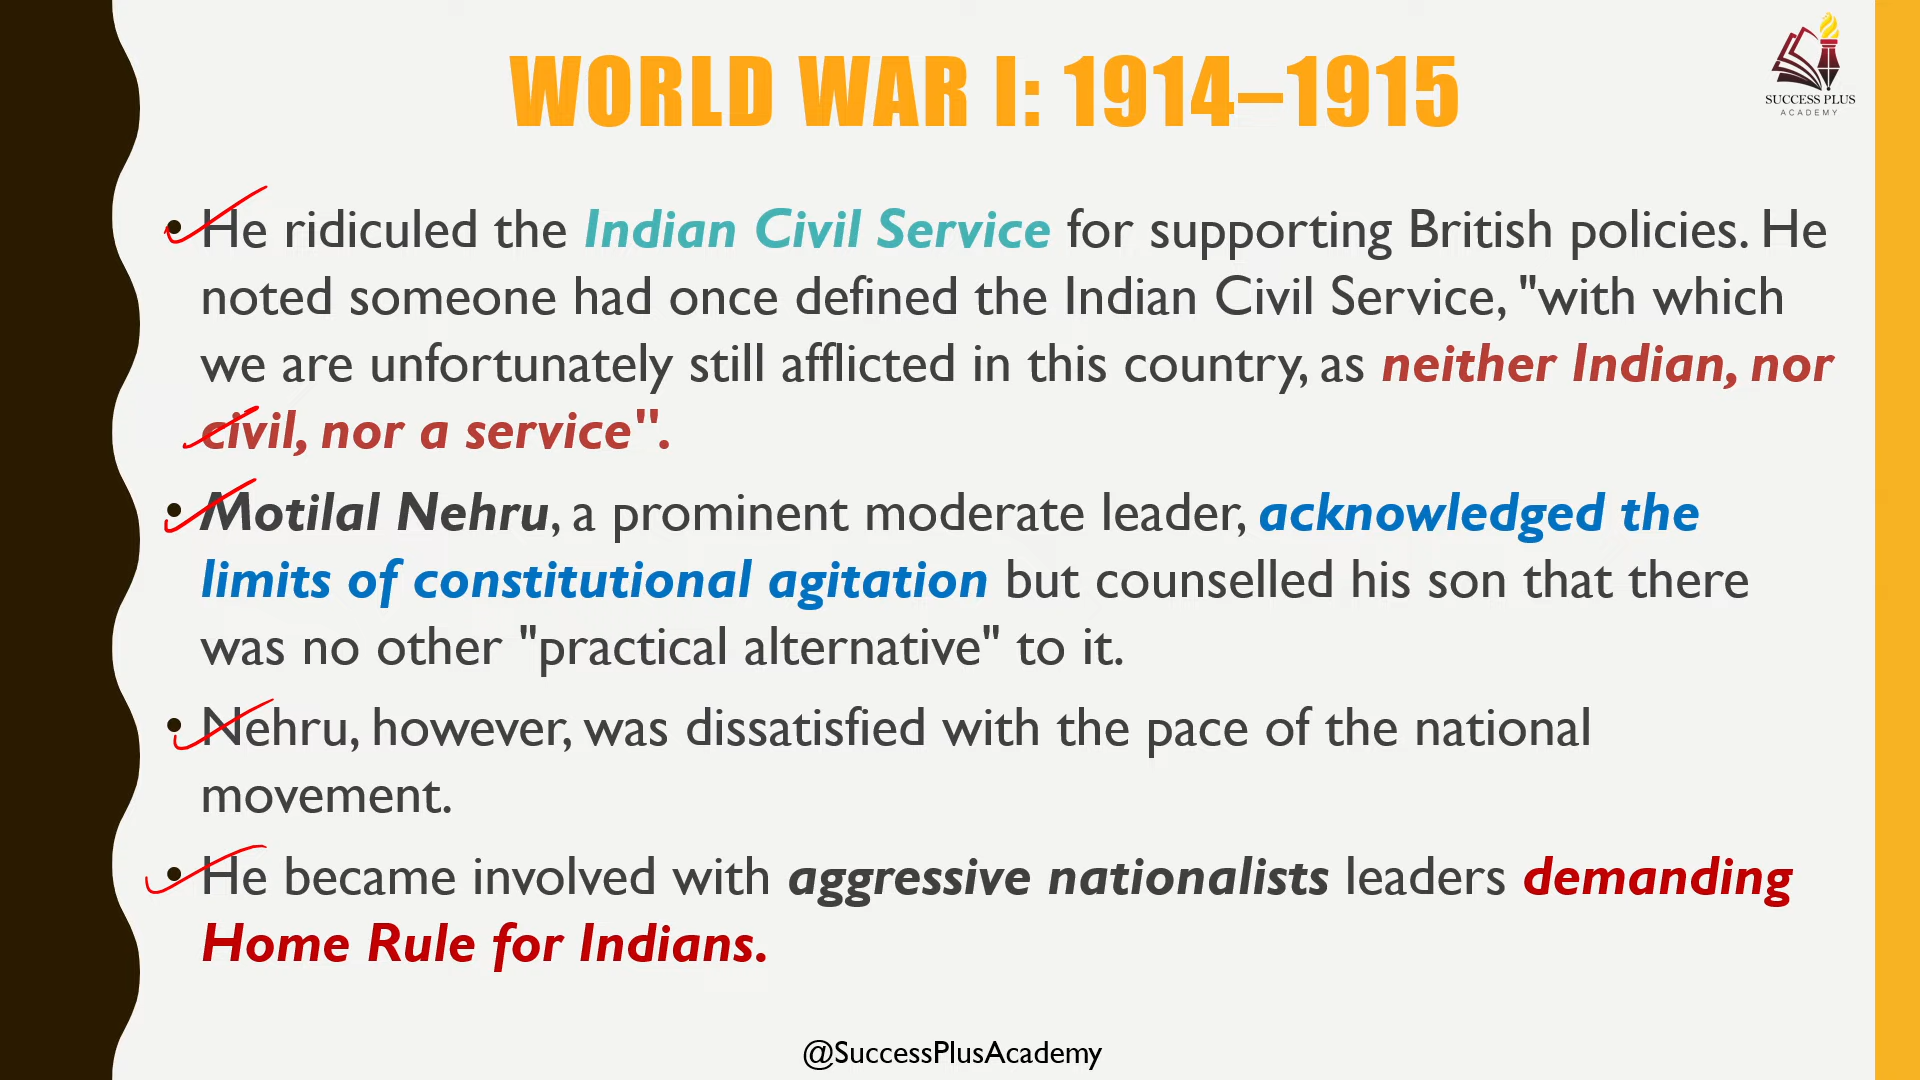 WORLD WAR I: 1914–1915
SUCCESS PLUS
ACADEMY
• He ridiculed the Indian Civil Service for supporting British policies. He
noted someone had once defined the Indian Civil Service, "with which
we are unfortunately still afflicted in this country, as neither Indian, nor
civil, nor a service".
• Motilal Nehru, a prominent moderate leader, acknowledged the
limits of constitutional agitation but counselled his son that there
was no other "practical alternative" to it.
• Nehru, however, was dissatisfied with the pace of the national
movement.
• He became involved with aggressive nationalists leaders demanding
Home Rule for Indians.
@SuccessPlusAcademy